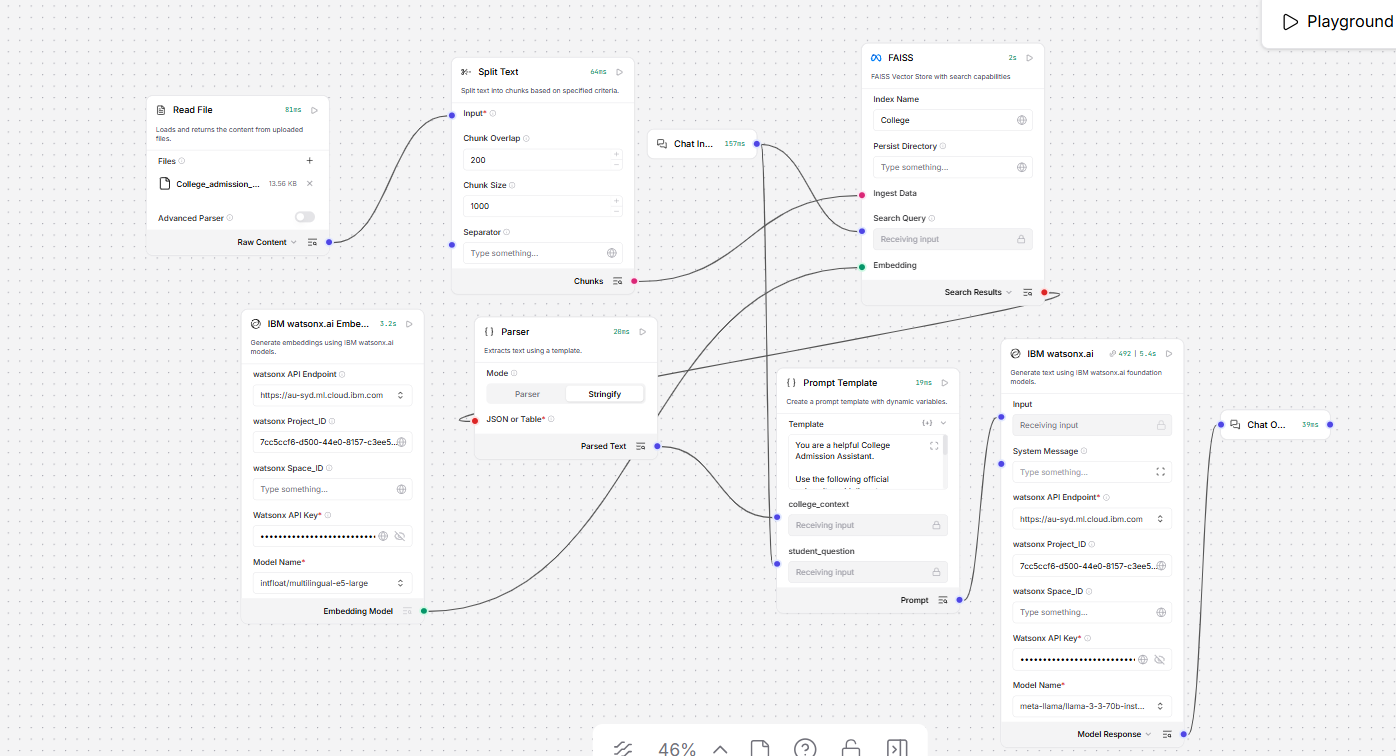 Playground
Read File
81ms
Loads and returns the content from uploaded
files.
Files
College_admission_...
13.56 KB
Advanced Parser
Raw Content
Split Text
64ms
Split text into chunks based on specified criteria.
Input*
Chunk Overlap
200
Chunk Size
1000
Separator
Type something...
Chunks
Chat In...
157ms
FAISS
2s
FAISS Vector Store with search capabilities
Index Name
College
Persist Directory
Type something...
Ingest Data
Search Query
Receiving input
Embedding
Search Results
IBM watsonx.ai Embe...
3.2s
Generate embeddings using IBM watsonx.ai
models.
watsonx API Endpoint
https://au-syd.ml.cloud.ibm.com
watsonx Project_ID
7cc5ccf6-d500-44e0-8157-c3ee5...
watsonx Space_ID
Type something...
Watsonx API Key*
Model Name*
intfloat/multilingual-e5-large
Embedding Model
Parser
28ms
Extracts text using a template.
Mode
Parser
Stringify
JSON or Table*
Parsed Text
Prompt Template
19ms
Create a prompt template with dynamic variables.
Template
You are a helpful College
Admission Assistant.
Use the following official
college_context
Receiving input
student_question
Receiving input
Prompt
IBM watsonx.ai
492 | 5.4s
Generate text using IBM watsonx.ai foundation
models.
Input
Receiving input
System Message
Type something...
watsonx API Endpoint*
https://au-syd.ml.cloud.ibm.com
watsonx Project_ID
7cc5ccf6-d500-44e0-8157-c3ee5...
watsonx Space_ID
Type something...
Watsonx API Key*
Model Name*
meta-llama/llama-3-3-70b-inst...
Model Response
Chat O...
39ms
46%